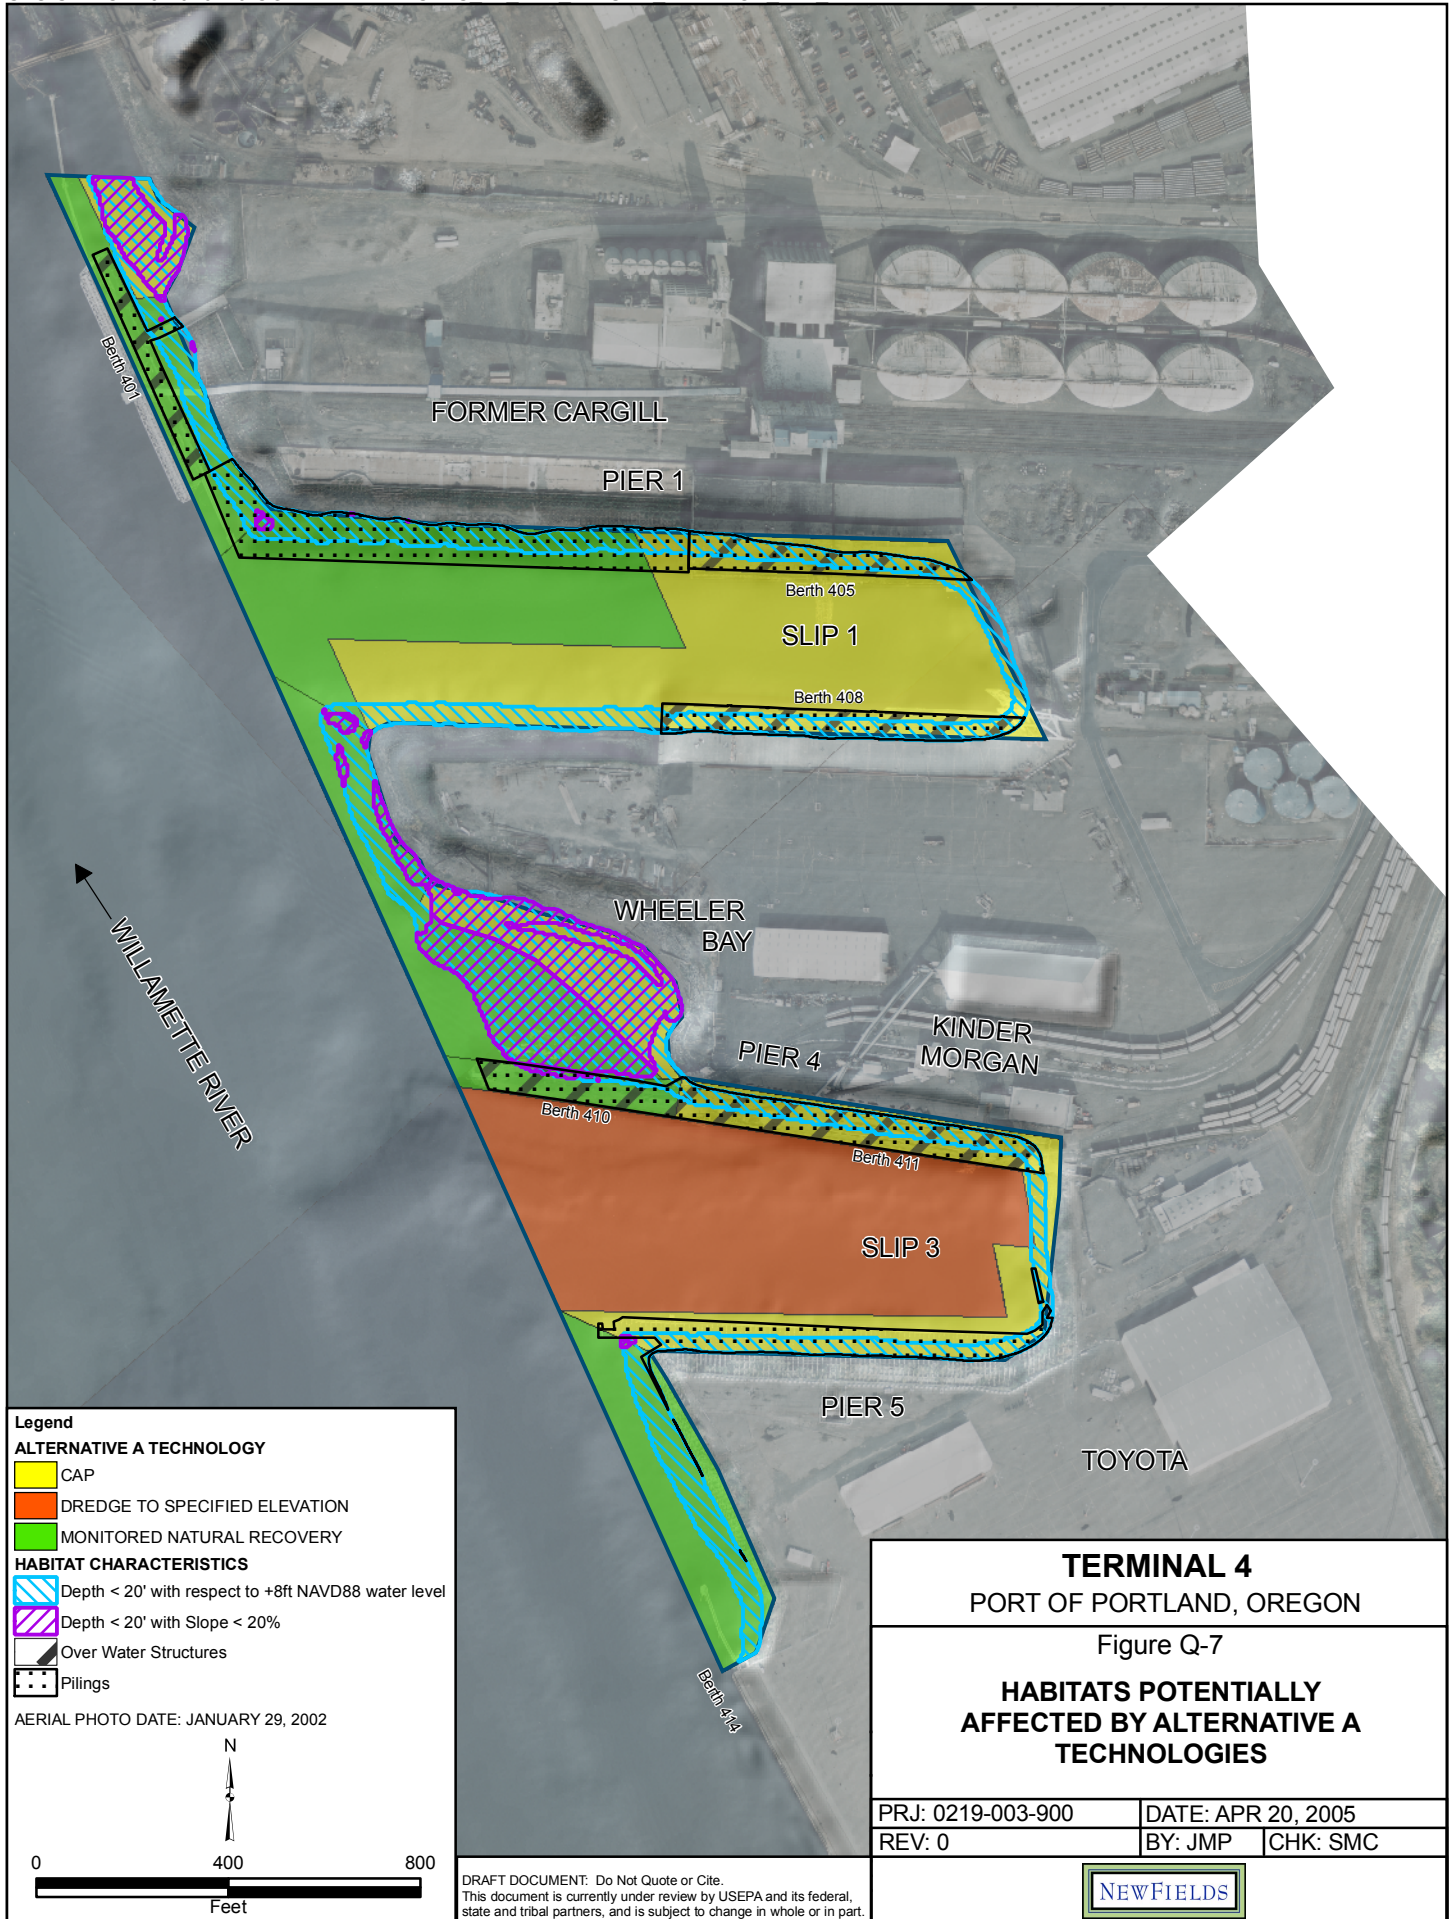 Berth 401
FORMER CARGILL
PIER 1
Berth 405
SLIP 1
Berth 408
WHEELER
BAY
WILLAMETTE RIVER
KINDER
MORGAN
PIER 4
Berth 410
Berth 411
SLIP 3
PIER 5
TOYOTA
Berth 414
Legend
ALTERNATIVE A TECHNOLOGY
CAP
DREDGE TO SPECIFIED ELEVATION
MONITORED NATURAL RECOVERY
HABITAT CHARACTERISTICS
Depth < 20' with respect to +8ft NAVD88 water level
Depth < 20' with Slope < 20%
Over Water Structures
Pilings
AERIAL PHOTO DATE: JANUARY 29, 2002
N
0 400 800
Feet
DRAFT DOCUMENT: Do Not Quote or Cite.
This document is currently under review by USEPA and its federal,
state and tribal partners, and is subject to change in whole or in part.
TERMINAL 4
PORT OF PORTLAND, OREGON
Figure Q-7
HABITATS POTENTIALLY
AFFECTED BY ALTERNATIVE A
TECHNOLOGIES
PRJ: 0219-003-900 DATE: APR 20, 2005
REV: 0 BY: JMP CHK: SMC
NEWFIELDS